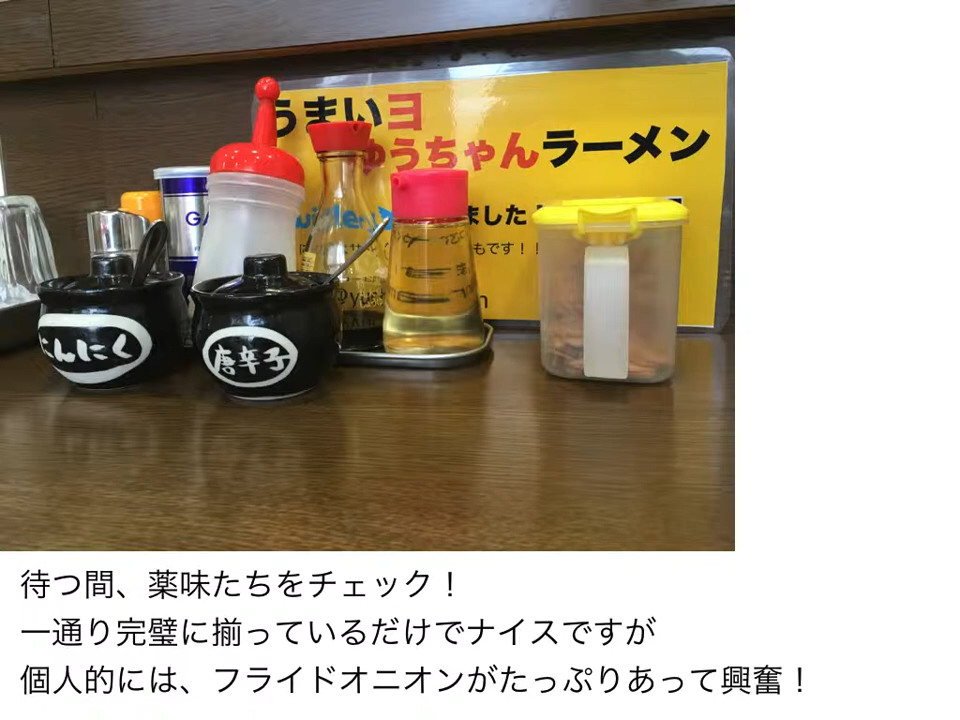 うまいヨ
ゆうちゃんラーメン
ました
もです！！
GA
にんにく
唐辛子
待つ間、薬味たちをチェック！
一通り完璧に揃っているだけでナイスですが
個人的には、フライドオニオンがたっぷりあって興奮！